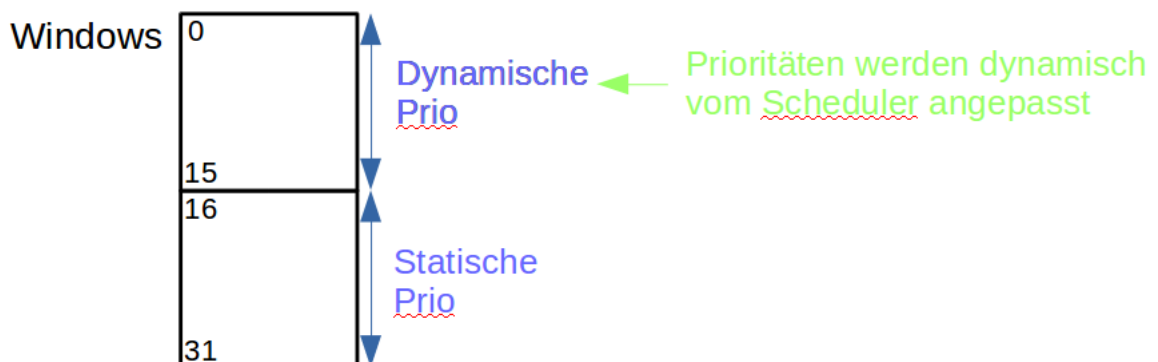 Windows
0
15
16
31
Dynamische
Prio
Statische
Prio
Prioritäten werden dynamisch
vom Scheduler angepasst